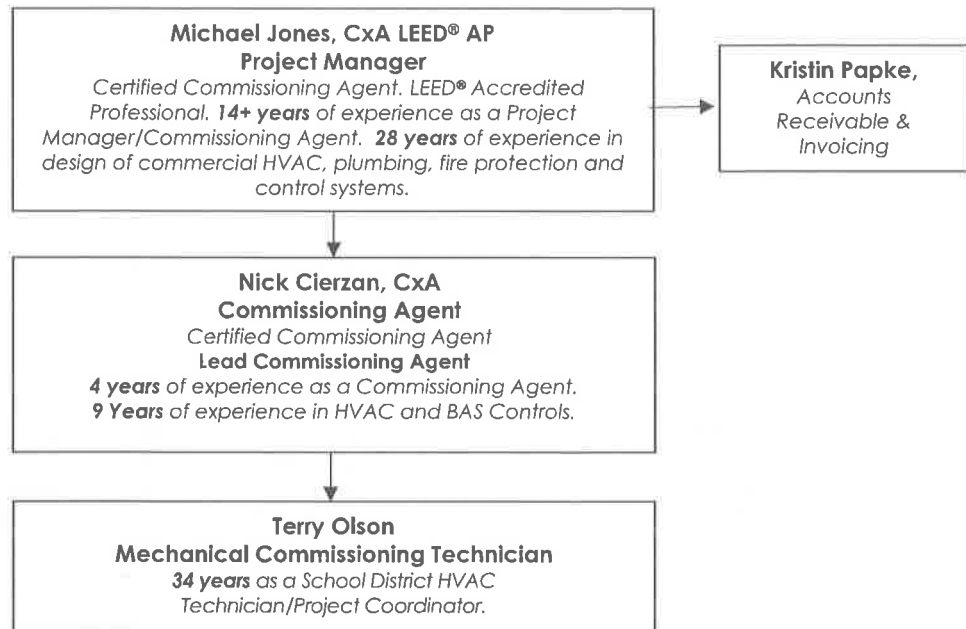 Michael Jones, CxA LEED® AP
Project Manager
Certified Commissioning Agent. LEED® Accredited
Professional. 14+ years of experience as a Project
Manager/Commissioning Agent. 28 years of experience in
design of commercial HVAC, plumbing, fire protection and
control systems.
Kristin Papke,
Accounts
Receivable &
Invoicing
Nick Cierzan, CxA
Commissioning Agent
Certified Commissioning Agent
Lead Commissioning Agent
4 years of experience as a Commissioning Agent.
9 Years of experience in HVAC and BAS Controls.
Terry Olson
Mechanical Commissioning Technician
34 years as a School District HVAC
Technician/Project Coordinator.